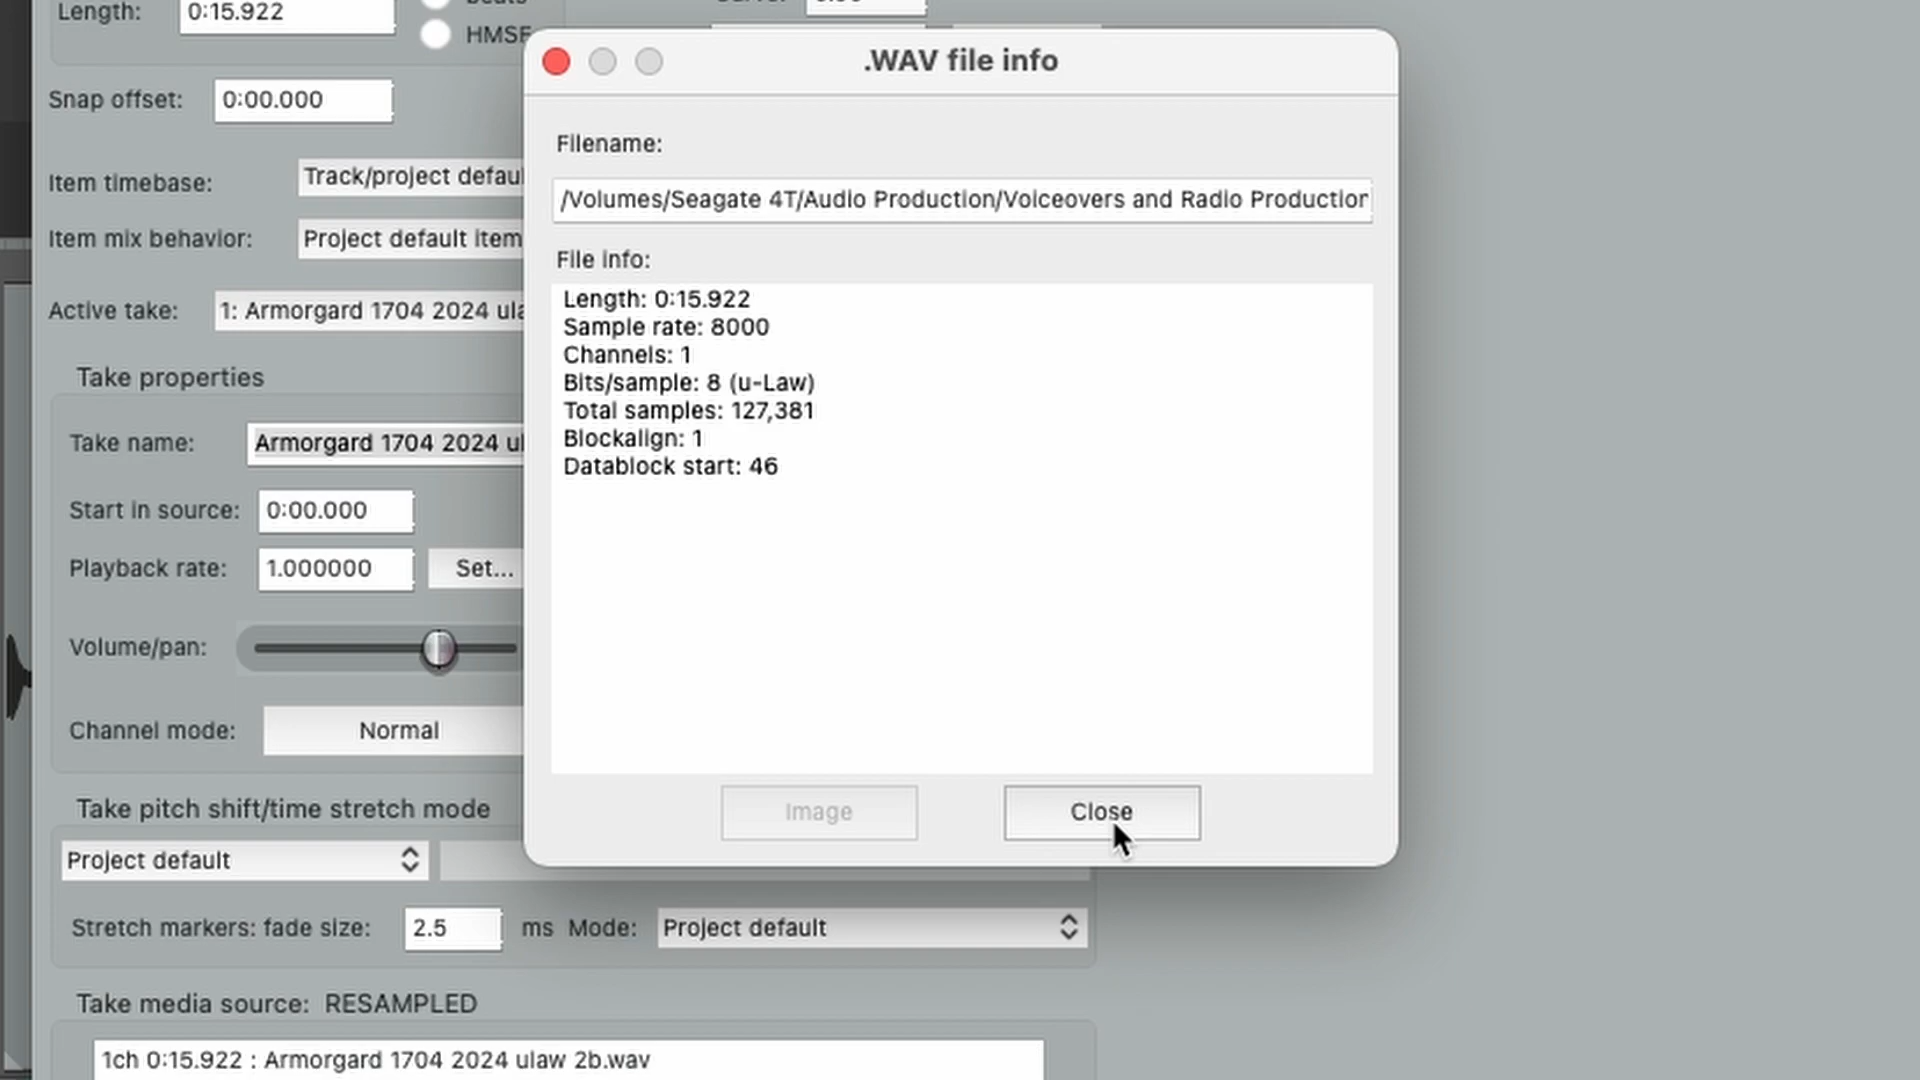 Length: 0:15.922
HMSF
.WAV file info
Snap offset: 0:00.000
Filename:
Item timebase: Track/project defau
/Volumes/Seagate 4T/Audio Production/Voiceovers and Radio Production
Item mix behavior: Project default item
File info:
Length: 0:15.922
Sample rate: 8000
Channels: 1
Bits/sample: 8 (u-Law)
Total samples: 127,381
Blockalign: 1
Datablock start: 46
Active take: 1: Armorgard 1704 2024 ula
Take properties
Take name: Armorgard 1704 2024 ul
Start in source: 0:00.000
Playback rate: 1.000000 Set...
Volume/pan:
Channel mode: Normal
Image Close
Take pitch shift/time stretch mode
Project default
Stretch markers: fade size: 2.5 ms Mode: Project default
Take media source: RESAMPLED
1ch 0:15.922 : Armorgard 1704 2024 ulaw 2b.wav